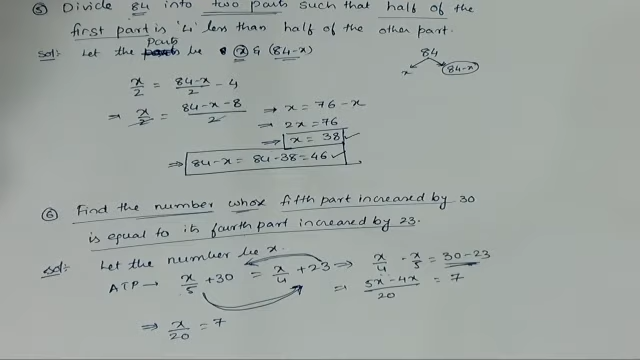 ⑤ Divide 84 into two parts such that half of the
first part is '4' less than half of the other part.
Sol: Let the parts be x & (84-x)
84
x 84-x
x/2 = (84-x)/2 - 4
⇒ x/2 = (84-x-8)/2 ⇒ x = 76 - x
⇒ 2x = 76
⇒ x = 38
⇒ 84-x = 84-38 = 46
⑥ Find the number whose fifth part increased by 30
is equal to its fourth part increased by 23.
Sol: Let the number be x.
ATP → x/5 + 30 = x/4 + 23 ⇒ x/4 - x/5 = 30-23
⇒ (5x-4x)/20 = 7
⇒ x/20 = 7